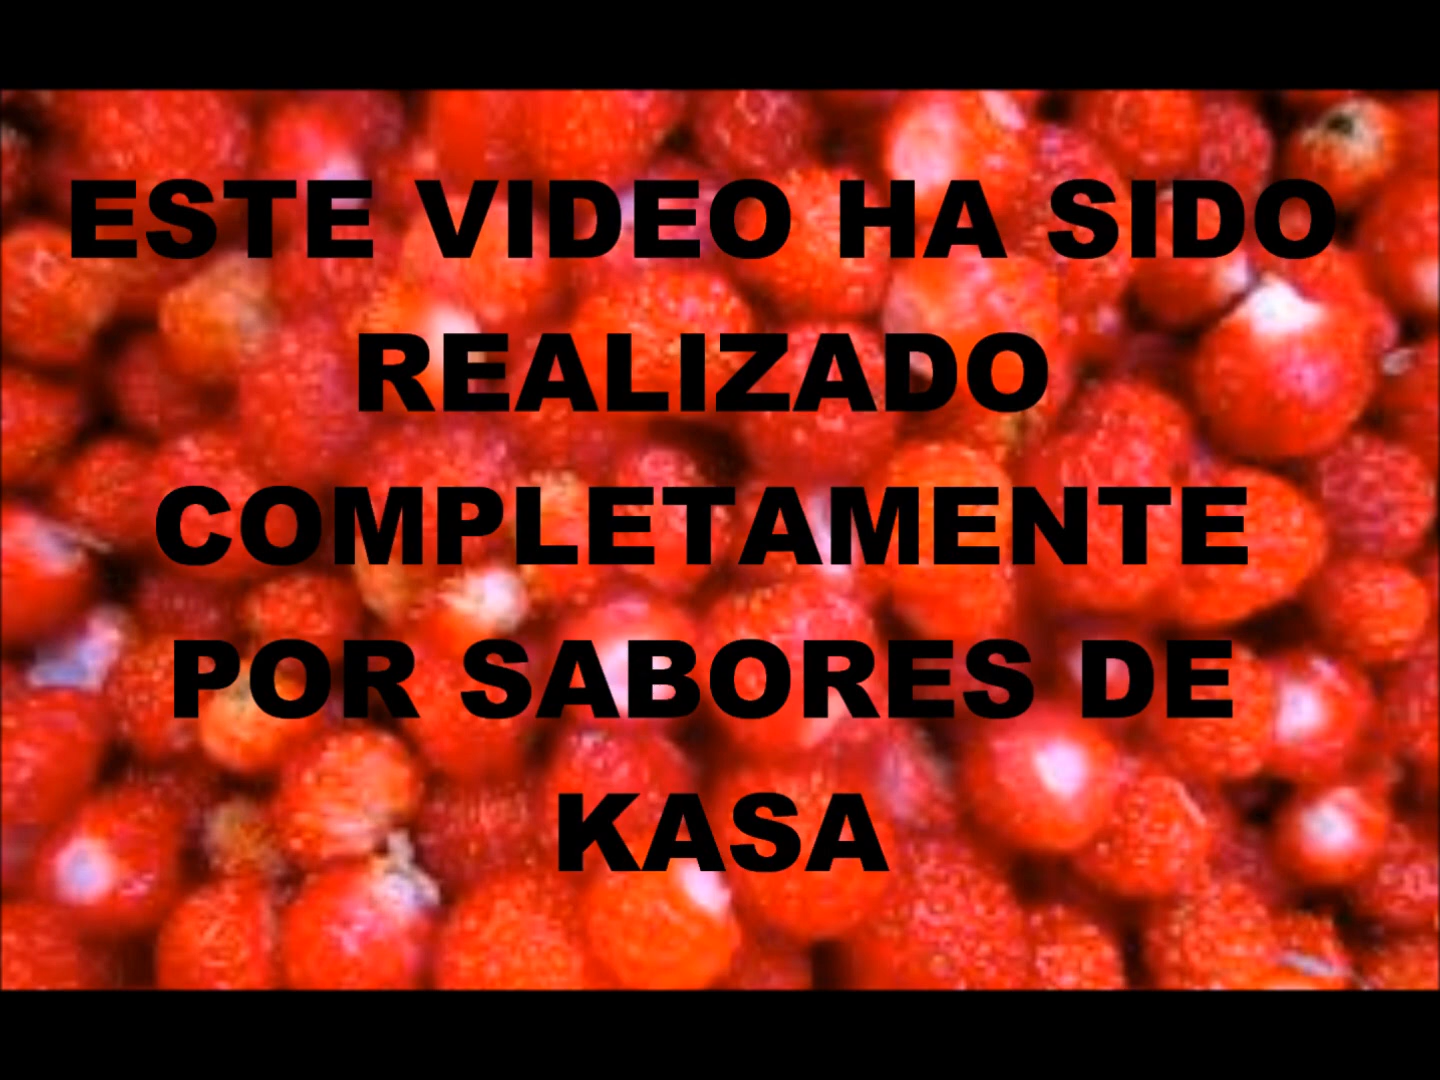 ESTE VIDEO HA SIDO
REALIZADO
COMPLETAMENTE
POR SABORES DE
KASA